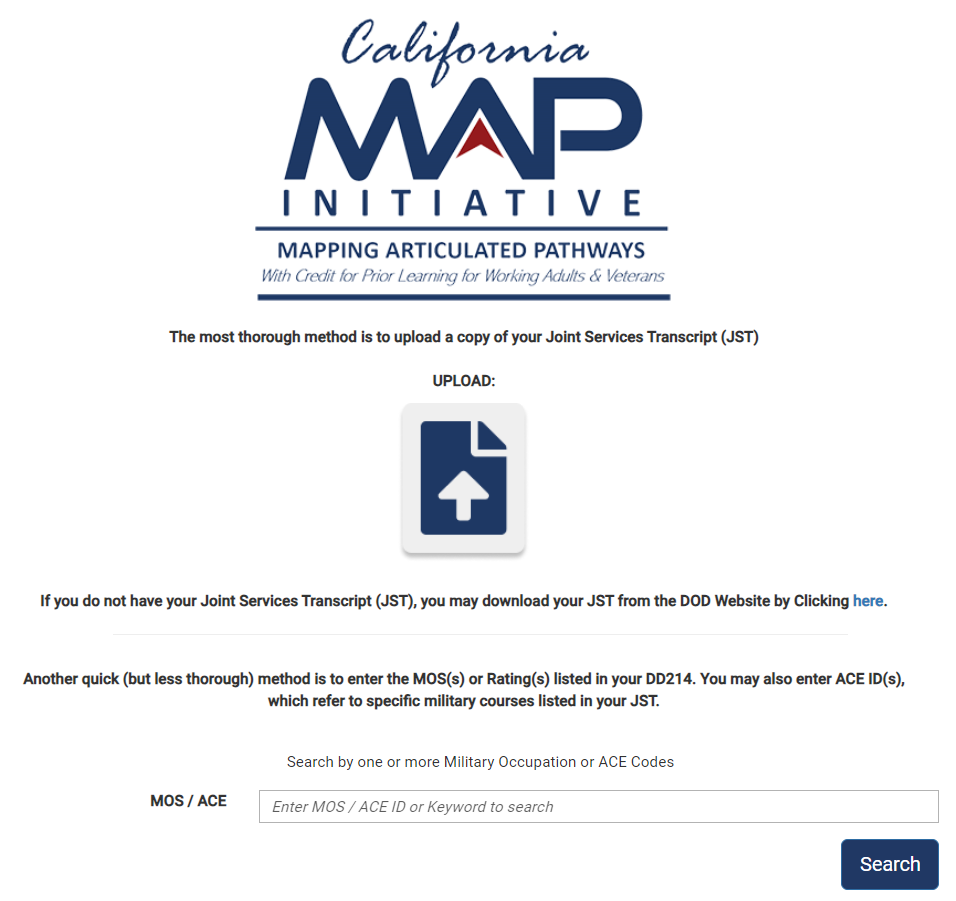 California
MAP
INITIATIVE
MAPPING ARTICULATED PATHWAYS
With Credit for Prior Learning for Working Adults & Veterans
The most thorough method is to upload a copy of your Joint Services Transcript (JST)
UPLOAD:
If you do not have your Joint Services Transcript (JST), you may download your JST from the DOD Website by Clicking here.
Another quick (but less thorough) method is to enter the MOS(s) or Rating(s) listed in your DD214. You may also enter ACE ID(s),
which refer to specific military courses listed in your JST.
Search by one or more Military Occupation or ACE Codes
MOS / ACE
Enter MOS / ACE ID or Keyword to search
Search